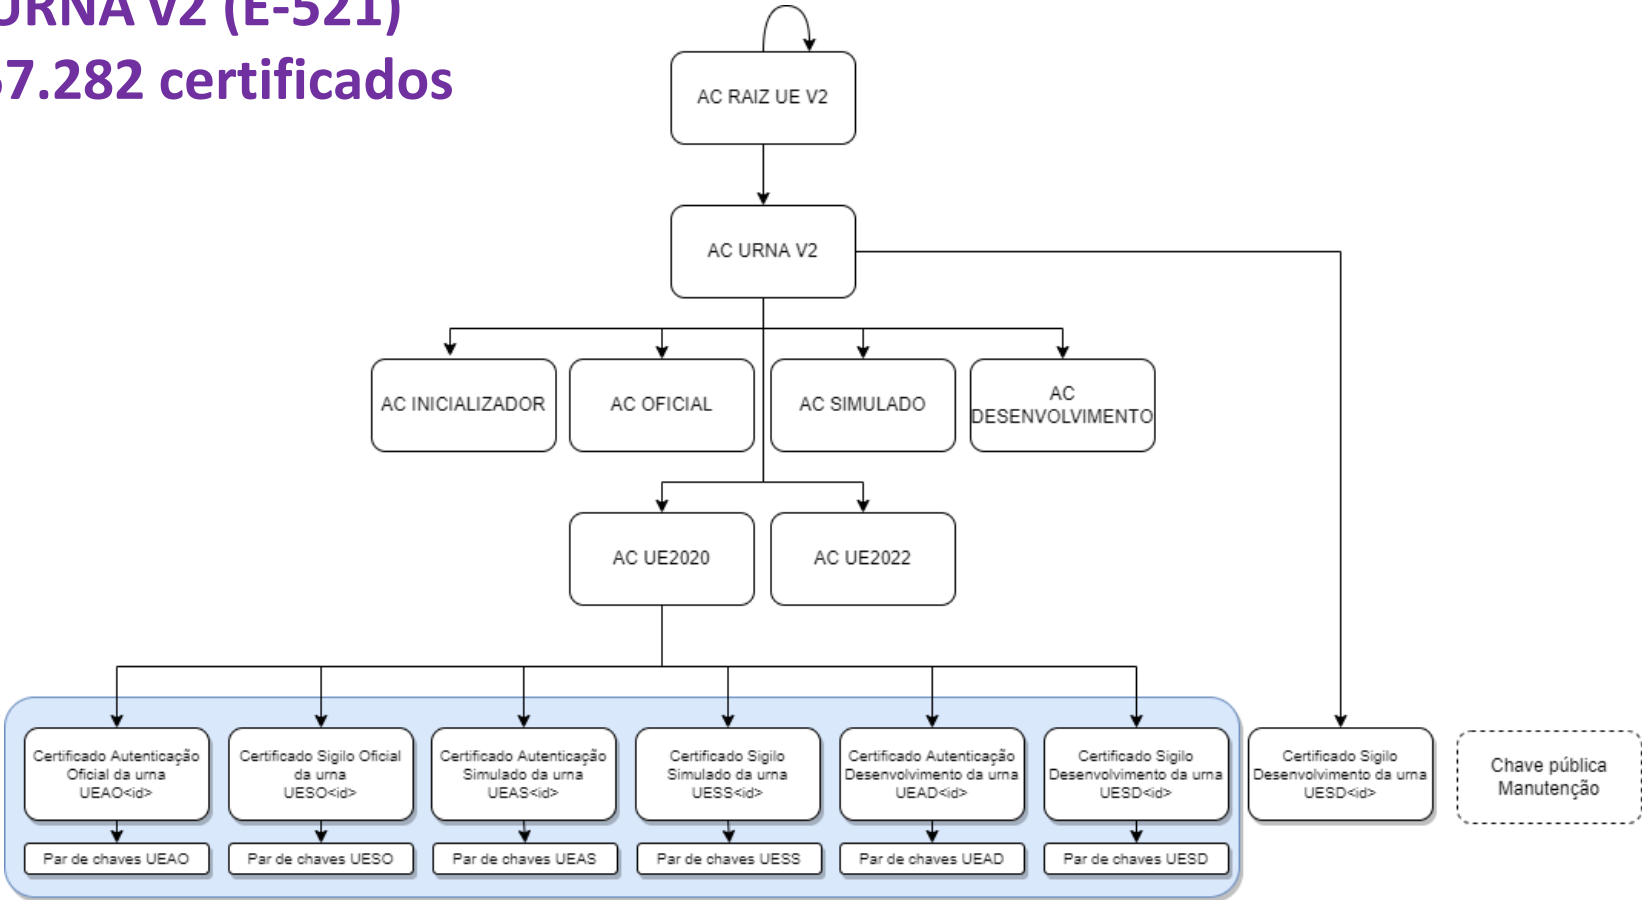 URNA v2 (E-521)
7.282 certificados
AC RAIZ UE V2
AC URNA V2
AC INICIALIZADOR
AC OFICIAL
AC SIMULADO
AC
DESENVOLVIMENTO
AC UE2020
AC UE2022
Certificado Autenticação
Oficial da urna
UEAO<id>
Certificado Sigilo Oficial
da urna
UESO<id>
Certificado Autenticação
Simulado da urna
UEAS<id>
Certificado Sigilo
Simulado da urna
UESS<id>
Certificado Autenticação
Desenvolvimento da urna
UEAD<id>
Certificado Sigilo
Desenvolvimento da urna
UESD<id>
Certificado Sigilo
Desenvolvimento da urna
UESD<id>
Chave pública
Manutenção
Par de chaves UEAO
Par de chaves UESO
Par de chaves UEAS
Par de chaves UESS
Par de chaves UEAD
Par de chaves UESD